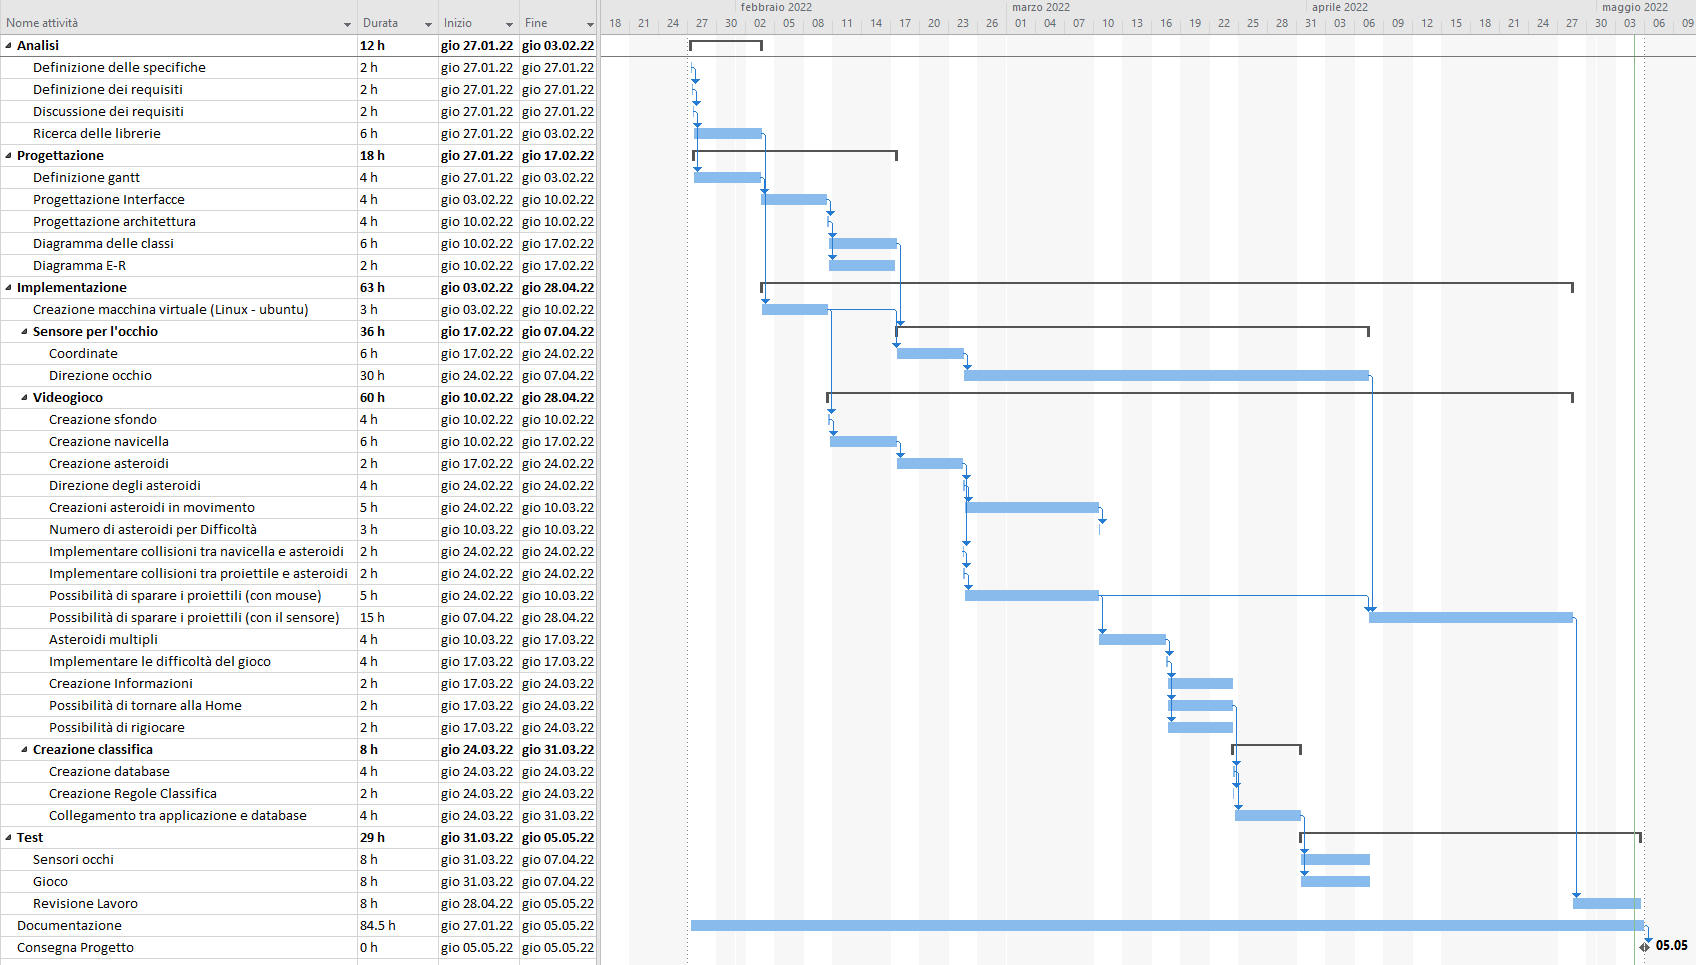 febbraio 2022 marzo 2022 aprile 2022 maggio 2022
Nome attività Durata Inizio Fine 18 21 24 27 30 02 05 08 11 14 17 20 23 26 01 04 07 10 13 16 19 22 25 28 31 03 06 09 12 15 18 21 24 27 30 03 06 09
Analisi 12 h gio 27.01.22 gio 03.02.22
Definizione delle specifiche 2 h gio 27.01.22 gio 27.01.22
Definizione dei requisiti 2 h gio 27.01.22 gio 27.01.22
Discussione dei requisiti 2 h gio 27.01.22 gio 27.01.22
Ricerca delle librerie 6 h gio 27.01.22 gio 03.02.22
Progettazione 18 h gio 27.01.22 gio 17.02.22
Definizione gantt 4 h gio 27.01.22 gio 03.02.22
Progettazione Interfacce 4 h gio 03.02.22 gio 10.02.22
Progettazione architettura 4 h gio 10.02.22 gio 10.02.22
Diagramma delle classi 6 h gio 10.02.22 gio 17.02.22
Diagramma E-R 2 h gio 10.02.22 gio 17.02.22
Implementazione 63 h gio 03.02.22 gio 28.04.22
Creazione macchina virtuale (Linux - ubuntu) 3 h gio 03.02.22 gio 10.02.22
Sensore per l'occhio 36 h gio 17.02.22 gio 07.04.22
Coordinate 6 h gio 17.02.22 gio 24.02.22
Direzione occhio 30 h gio 24.02.22 gio 07.04.22
Videogioco 60 h gio 10.02.22 gio 28.04.22
Creazione sfondo 4 h gio 10.02.22 gio 10.02.22
Creazione navicella 6 h gio 10.02.22 gio 17.02.22
Creazione asteroidi 2 h gio 17.02.22 gio 24.02.22
Direzione degli asteroidi 4 h gio 24.02.22 gio 24.02.22
Creazioni asteroidi in movimento 5 h gio 24.02.22 gio 10.03.22
Numero di asteroidi per Difficoltà 3 h gio 10.03.22 gio 10.03.22
Implementare collisioni tra navicella e asteroidi 2 h gio 24.02.22 gio 24.02.22
Implementare collisioni tra proiettile e asteroidi 2 h gio 24.02.22 gio 24.02.22
Possibilità di sparare i proiettili (con mouse) 5 h gio 24.02.22 gio 10.03.22
Possibilità di sparare i proiettili (con il sensore) 15 h gio 07.04.22 gio 28.04.22
Asteroidi multipli 4 h gio 10.03.22 gio 17.03.22
Implementare le difficoltà del gioco 4 h gio 17.03.22 gio 17.03.22
Creazione Informazioni 2 h gio 17.03.22 gio 24.03.22
Possibilità di tornare alla Home 2 h gio 17.03.22 gio 24.03.22
Possibilità di rigiocare 2 h gio 17.03.22 gio 24.03.22
Creazione classifica 8 h gio 24.03.22 gio 31.03.22
Creazione database 4 h gio 24.03.22 gio 24.03.22
Creazione Regole Classifica 2 h gio 24.03.22 gio 24.03.22
Collegamento tra applicazione e database 4 h gio 24.03.22 gio 31.03.22
Test 29 h gio 31.03.22 gio 05.05.22
Sensori occhi 8 h gio 31.03.22 gio 07.04.22
Gioco 8 h gio 31.03.22 gio 07.04.22
Revisione Lavoro 8 h gio 28.04.22 gio 05.05.22
Documentazione 84.5 h gio 27.01.22 gio 05.05.22
Consegna Progetto 0 h gio 05.05.22 gio 05.05.22 05.05